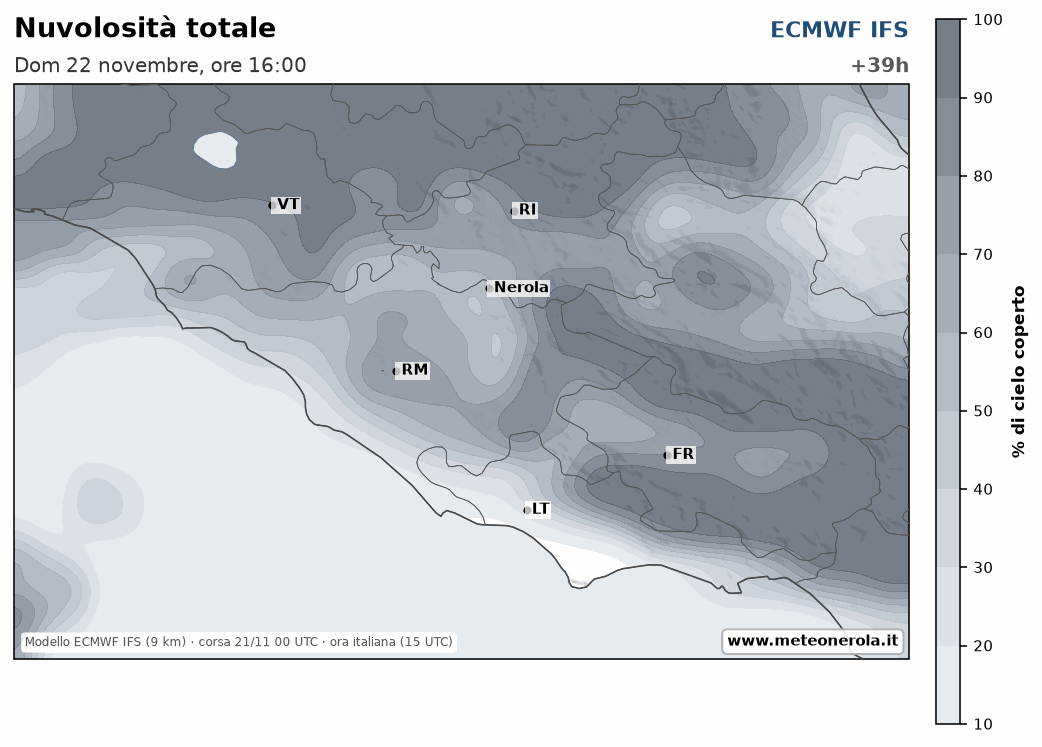 Nuvolosità totale
ECMWF IFS
Dom 22 novembre, ore 16:00
+39h
100
90
80
70
60
50
40
30
20
10
% di cielo coperto
VT
RI
Nerola
RM
FR
LT
Modello ECMWF IFS (9 km) · corsa 21/11 00 UTC · ora italiana (15 UTC)
www.meteonerola.it